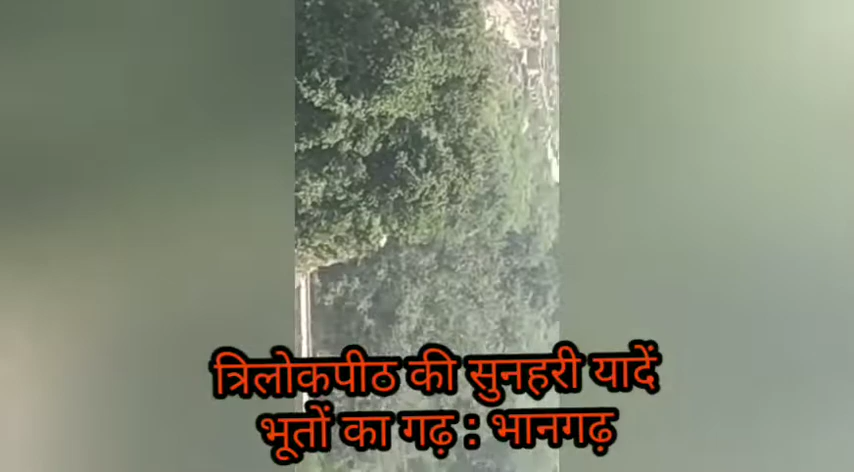 त्रिलोकपीठ की सुनहरी यादें
भूतों का गढ़ : भानगढ़